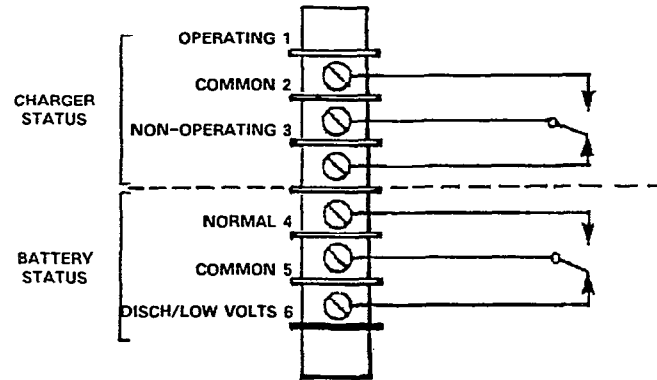 OPERATING 1
COMMON 2
CHARGER
STATUS
NON-OPERATING 3
NORMAL 4
BATTERY
STATUS
COMMON 5
DISCH/LOW VOLTS 6